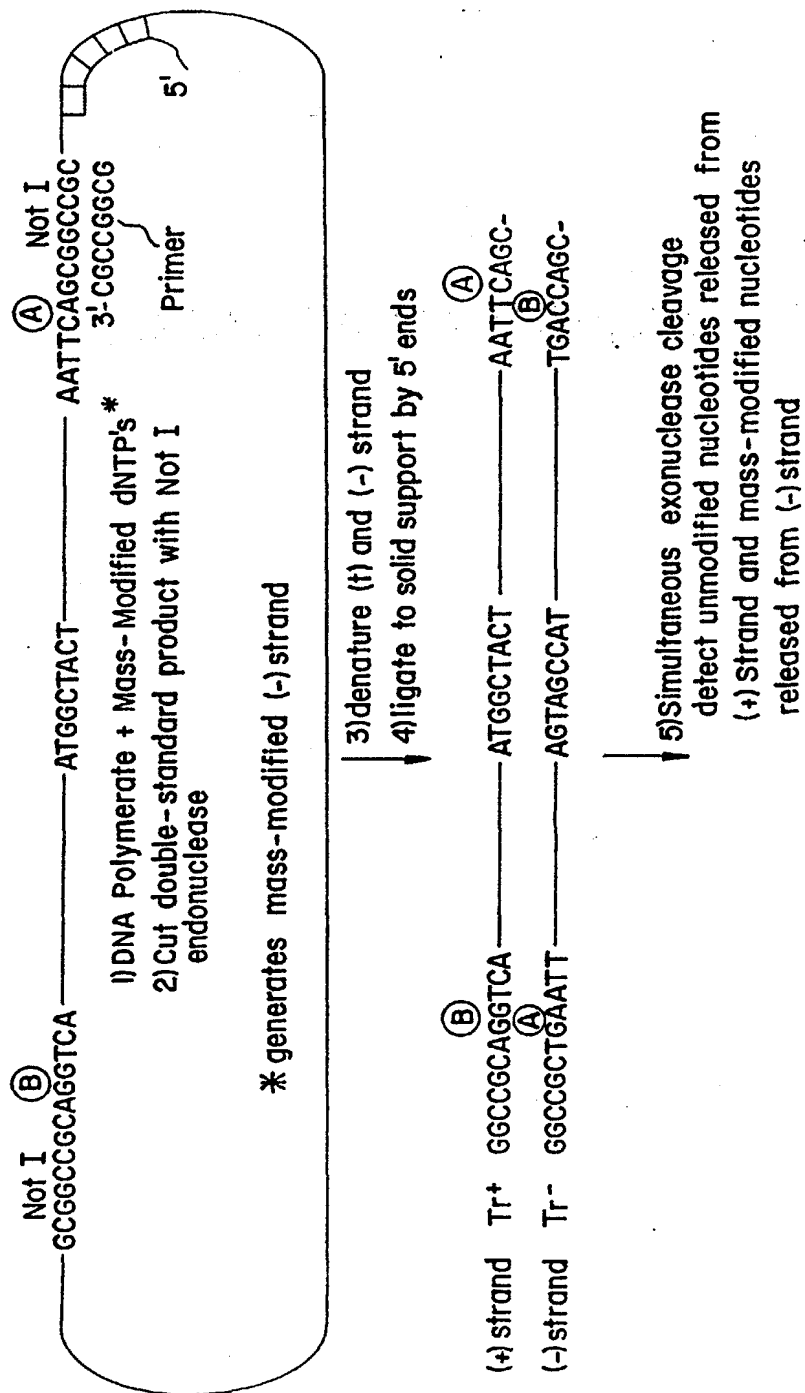 Not I
B
GCGGCCGCAGGTCA
ATGGCTACT
A
Not I
AATTCAGCGGCCGC
3'-CGCCGGCG
Primer
5'
1)DNA Polymerate + Mass-Modified dNTP's*
2)Cut double-standard product with Not I
endonuclease
* generates mass-modified (-) strand
3)denature (t) and (-) strand
4)ligate to solid support by 5' ends
B
A
(+) strand Tr+ GGCCGCAGGTCA ATGGCTACT AATTCAGC-
A
B
(-) strand Tr- GGCCGCTGAATT AGTAGCCAT TGACCAGC-
5)Simultaneous exonuclease cleavage
detect unmodified nucleotides released from
(+) strand and mass-modified nucleotides
released from (-) strand